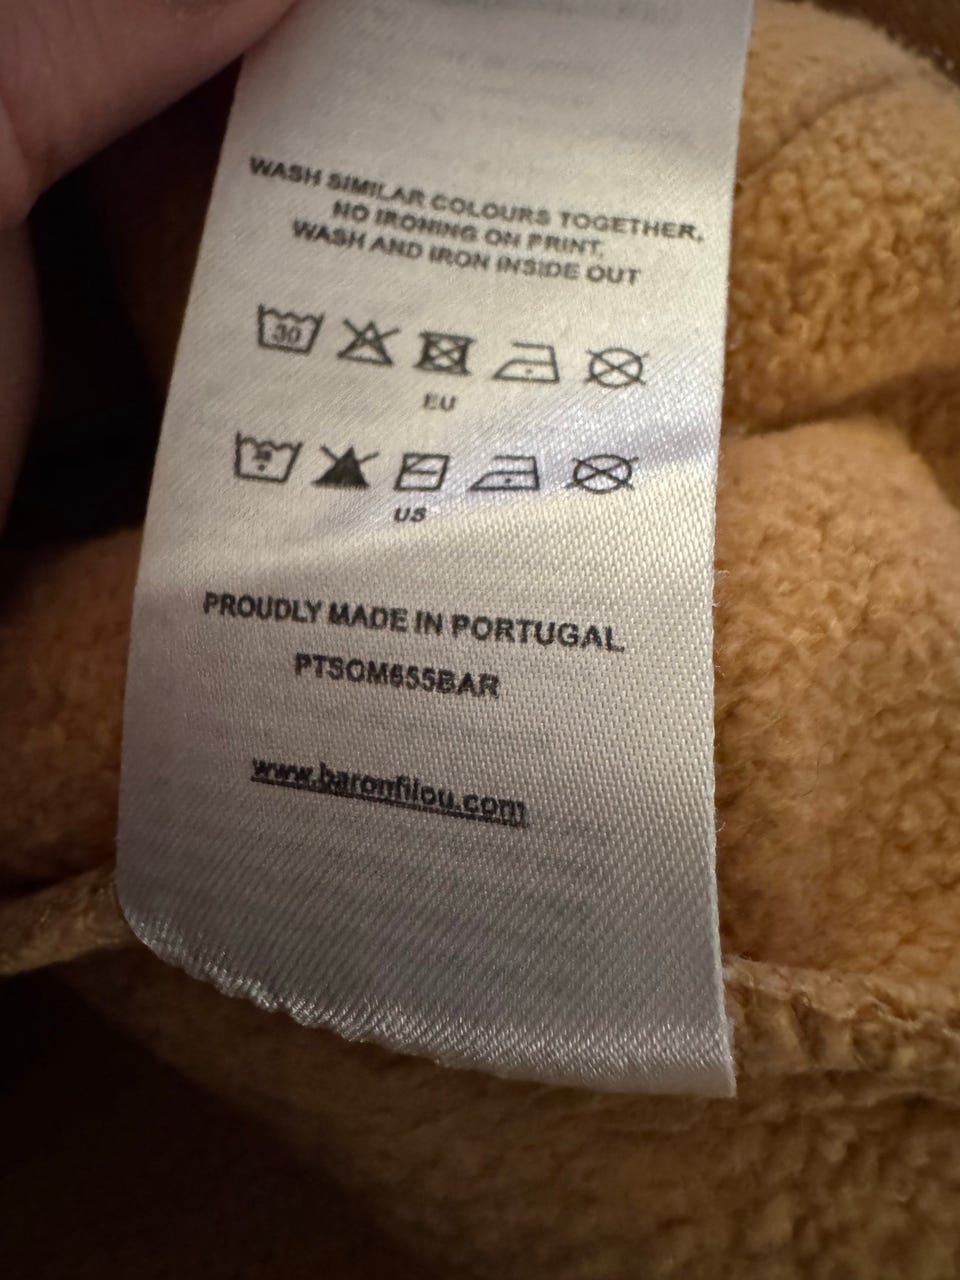 WASH SIMILAR COLOURS TOGETHER,
NO IRONING ON PRINT,
WASH AND IRON INSIDE OUT
30
EU
US
PROUDLY MADE IN PORTUGAL
PTSOM655BAR
www.baronfilou.com